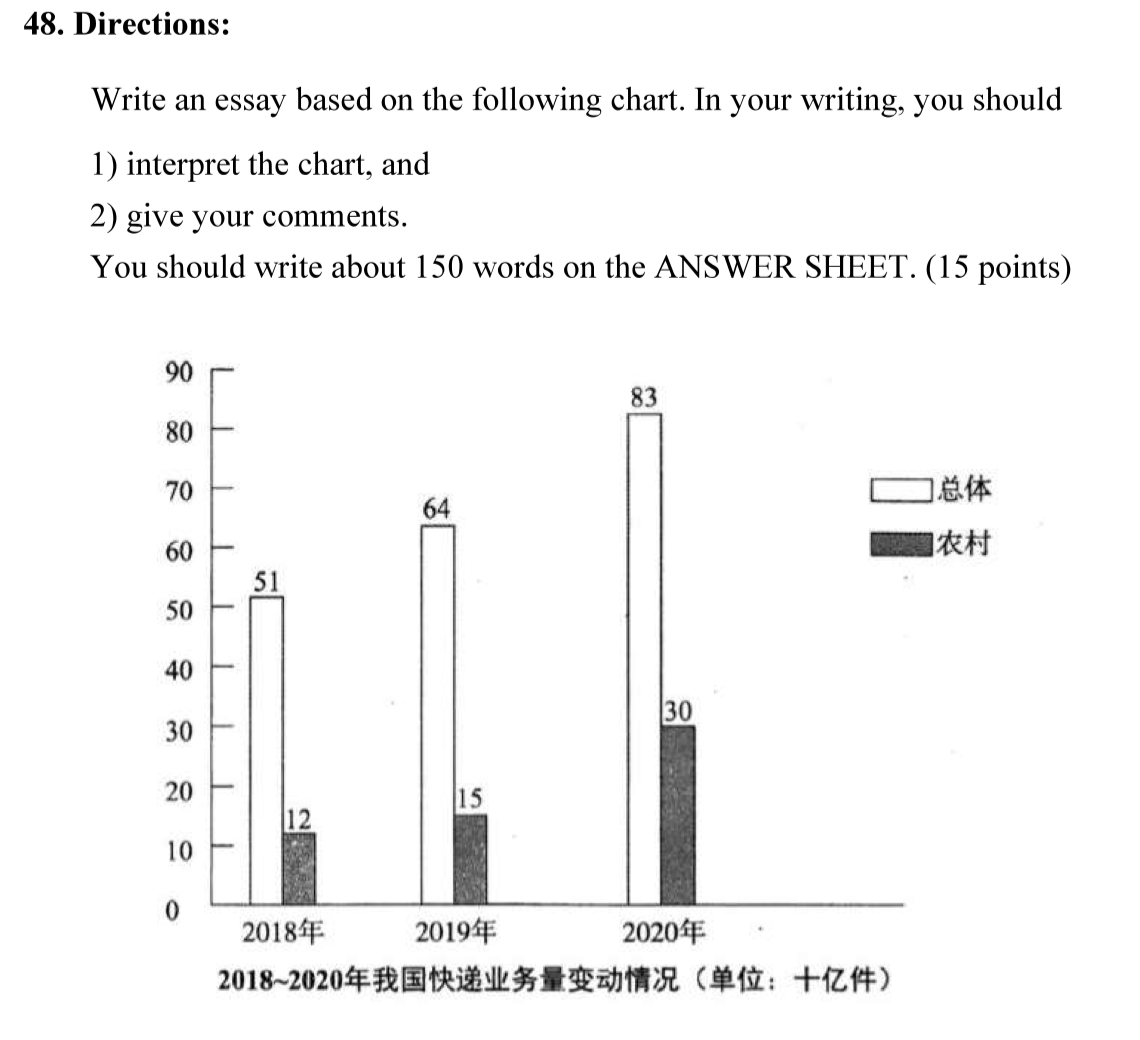 48. Directions:
Write an essay based on the following chart. In your writing, you should
1) interpret the chart, and
2) give your comments.
You should write about 150 words on the ANSWER SHEET. (15 points)
90
83
80
70
总体
64
农村
60
51
50
40
30
30
20
15
12
10
0
2018年 2019年 2020年
2018~2020年我国快递业务量变动情况（单位：十亿件）